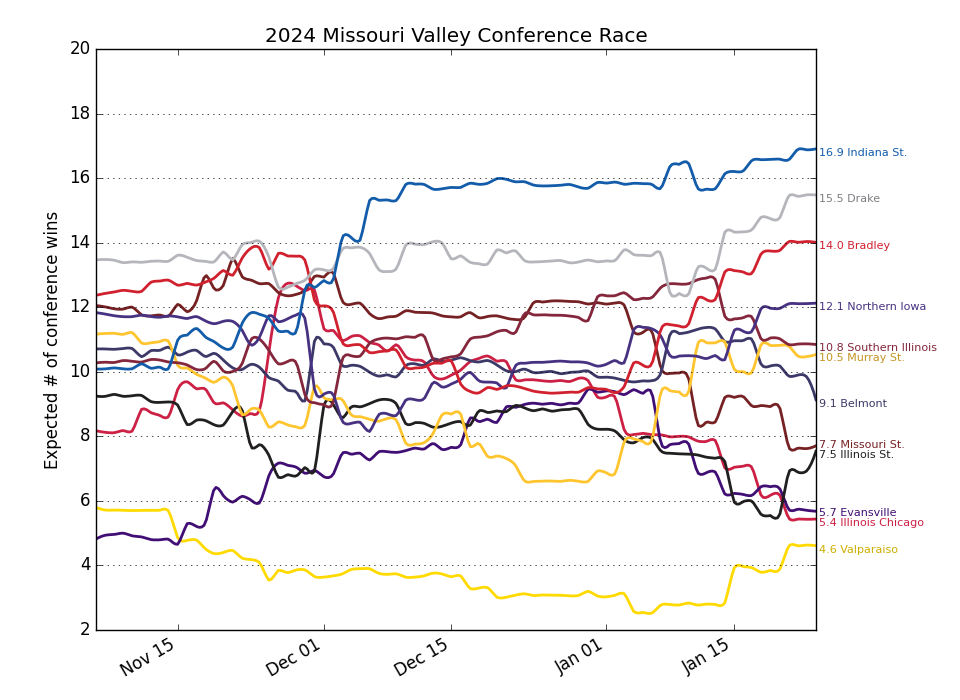 2024 Missouri Valley Conference Race
Expected # of conference wins
20
18
16
14
12
10
8
6
4
2
Nov 15
Dec 01
Dec 15
Jan 01
Jan 15
16.9 Indiana St.
15.5 Drake
14.0 Bradley
12.1 Northern Iowa
10.8 Southern Illinois
10.5 Murray St.
9.1 Belmont
7.7 Missouri St.
7.5 Illinois St.
5.7 Evansville
5.4 Illinois Chicago
4.6 Valparaiso